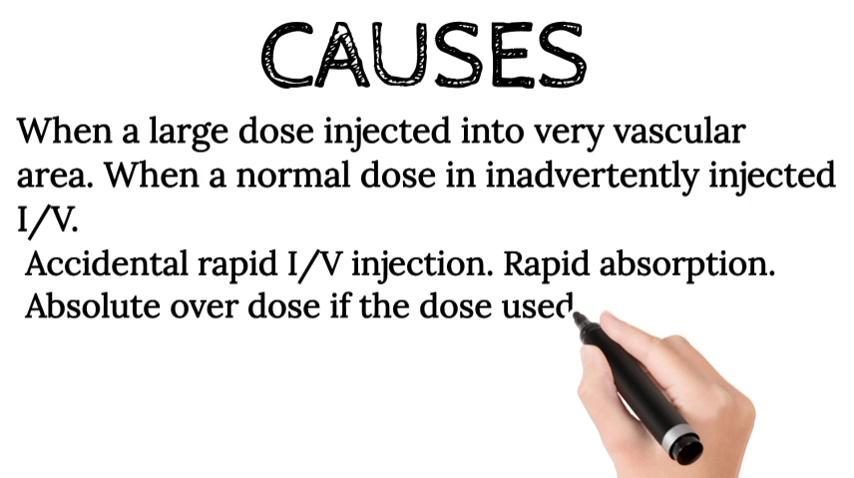 CAUSES
When a large dose injected into very vascular
area. When a normal dose in inadvertently injected
I/V.
Accidental rapid I/V injection. Rapid absorption.
Absolute over dose if the dose used